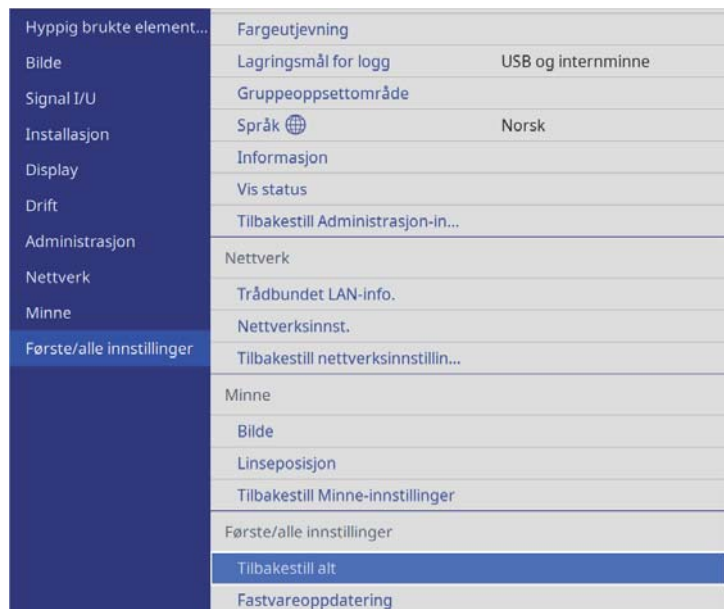 Hyppig brukte element...
Bilde
Signal I/U
Installasjon
Display
Drift
Administrasjon
Nettverk
Minne
Første/alle innstillinger
Fargeutjevning
Lagringsmål for logg USB og internminne
Gruppeoppsettområde
Språk Norsk
Informasjon
Vis status
Tilbakestill Administrasjon-in...
Nettverk
Trådbundet LAN-info.
Nettverksinnst.
Tilbakestill nettverksinnstillin...
Minne
Bilde
Linseposisjon
Tilbakestill Minne-innstillinger
Første/alle innstillinger
Tilbakestill alt
Fastvareoppdatering